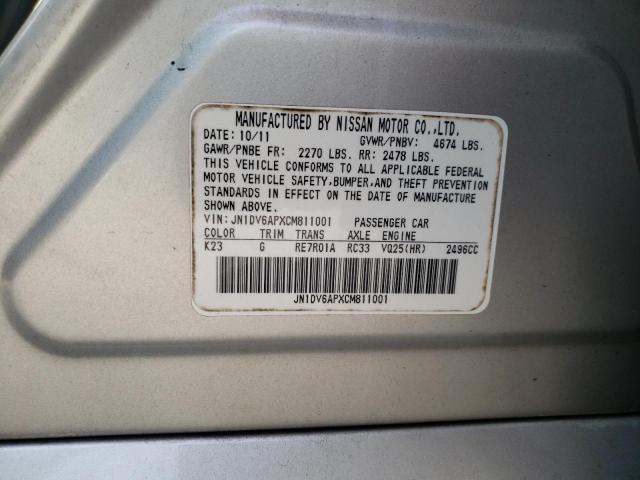 MANUFACTURED BY NISSAN MOTOR CO.,LTD.
DATE: 10/11 GVWR/PNBV: 4674 LBS.
GAWR/PNBE FR: 2270 LBS. RR: 2478 LBS.
THIS VEHICLE CONFORMS TO ALL APPLICABLE FEDERAL
MOTOR VEHICLE SAFETY,BUMPER,AND THEFT PREVENTION
STANDARDS IN EFFECT ON THE DATE OF MANUFACTURE
SHOWN ABOVE.
VIN: JN1DV6APXCM811001 PASSENGER CAR
COLOR TRIM TRANS AXLE ENGINE
K23 G RE7R01A RC33 VQ25(HR) 2496CC
JN1DV6APXCM811001